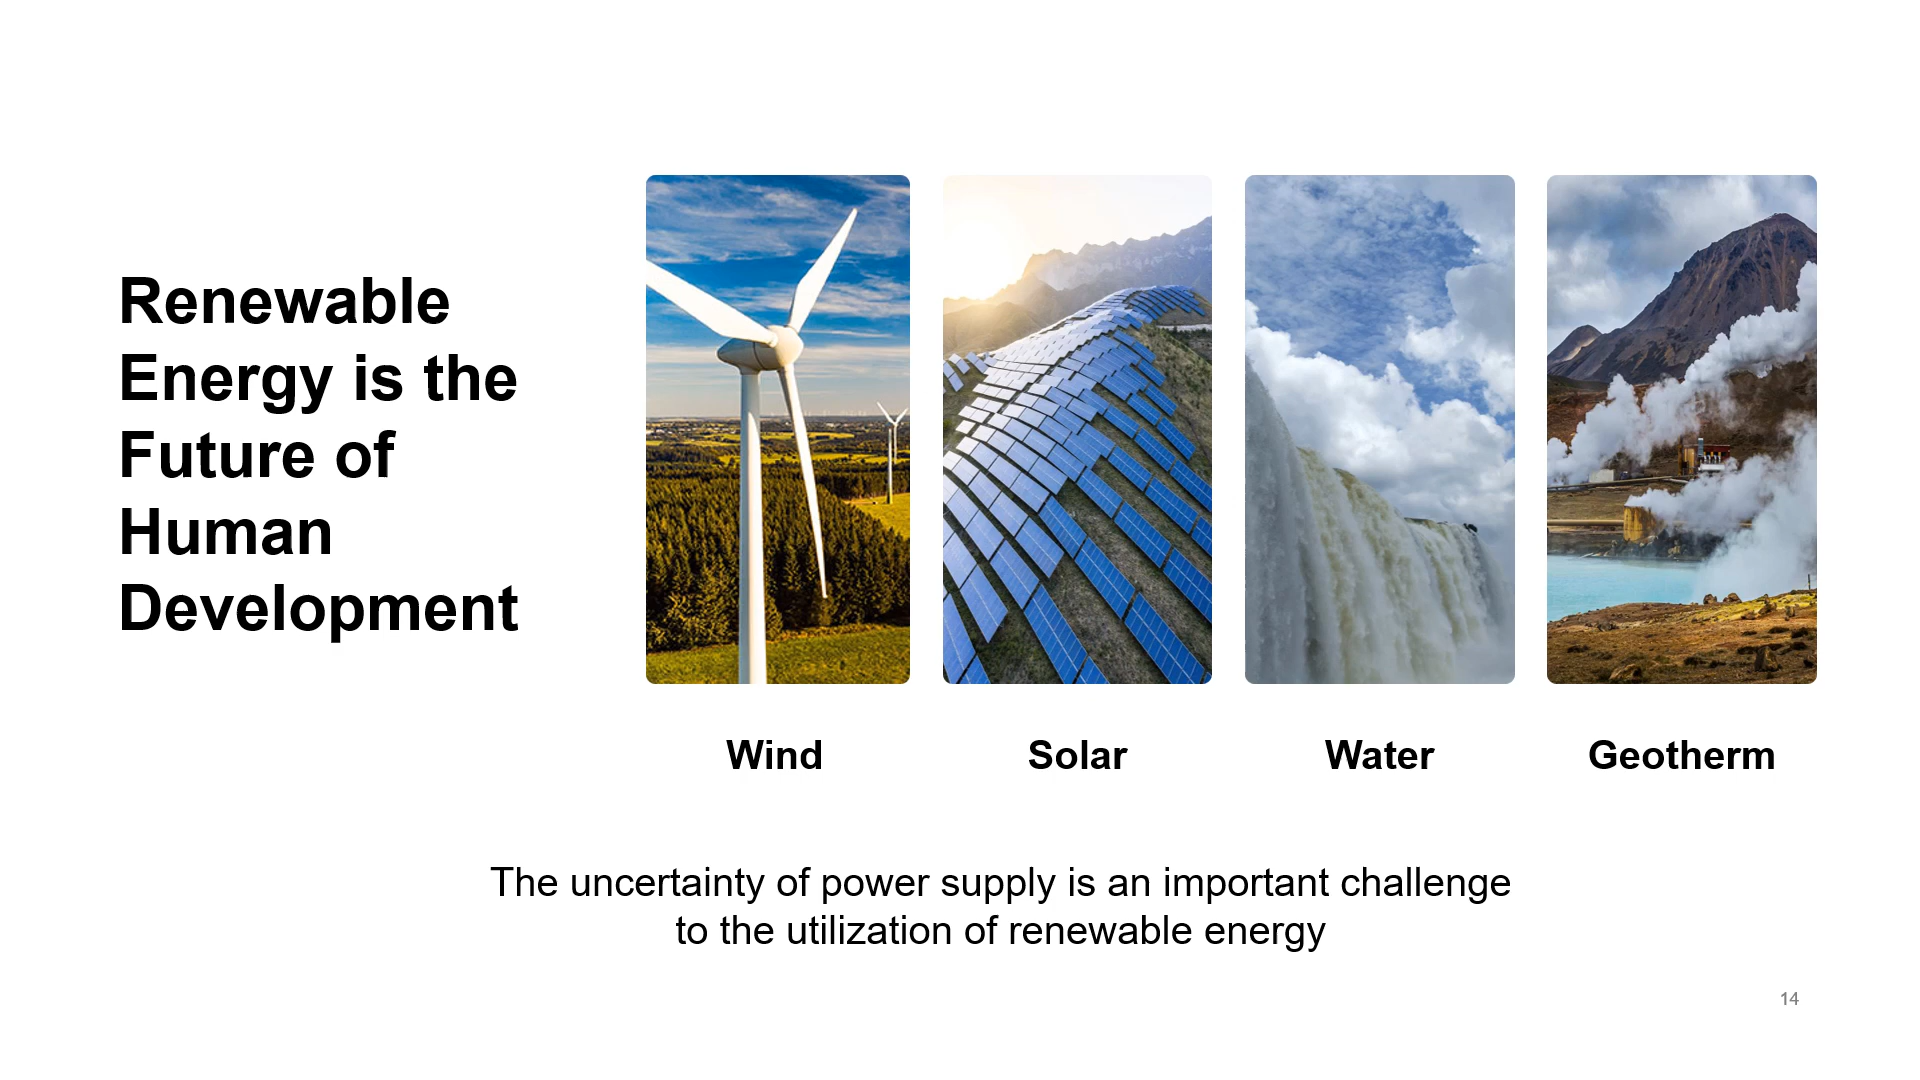 Renewable
Energy is the
Future of
Human
Development
Wind
Solar
Water
Geotherm
The uncertainty of power supply is an important challenge
to the utilization of renewable energy
14